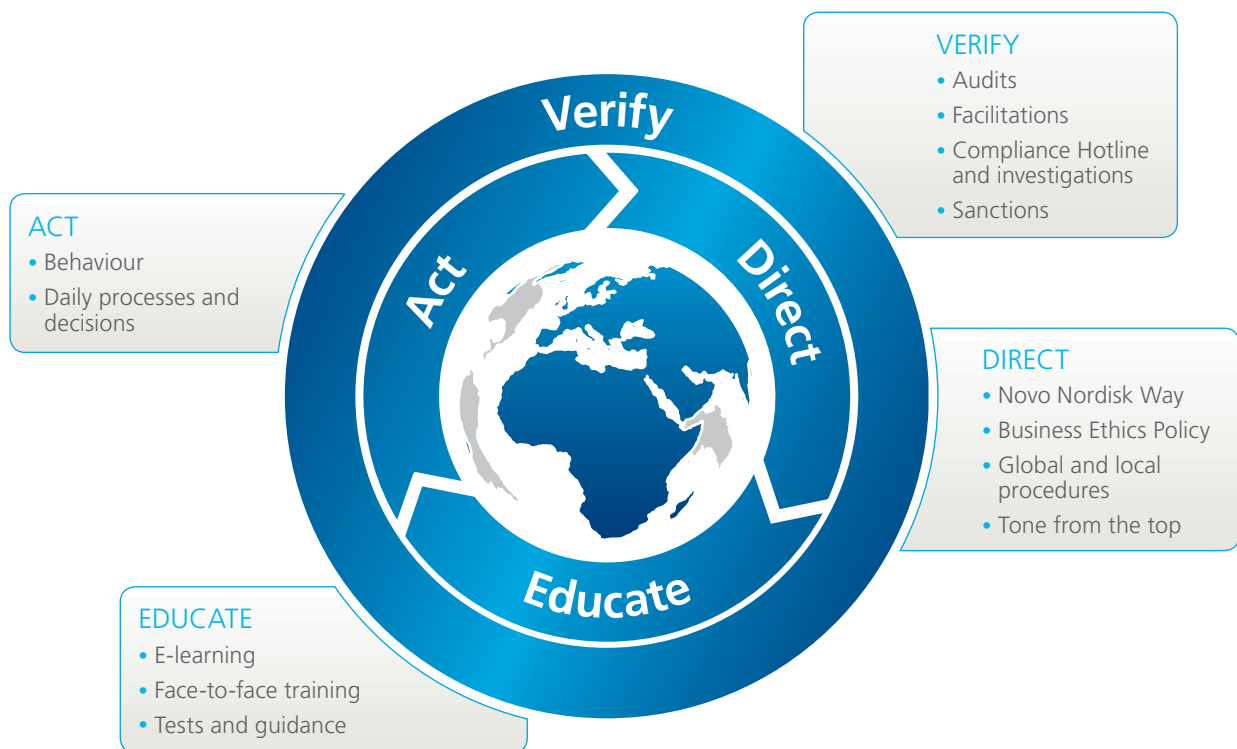 Verify
Act
Direct
Educate
VERIFY
• Audits
• Facilitations
• Compliance Hotline
and investigations
• Sanctions
ACT
• Behaviour
• Daily processes and
decisions
DIRECT
• Novo Nordisk Way
• Business Ethics Policy
• Global and local
procedures
• Tone from the top
EDUCATE
• E-learning
• Face-to-face training
• Tests and guidance